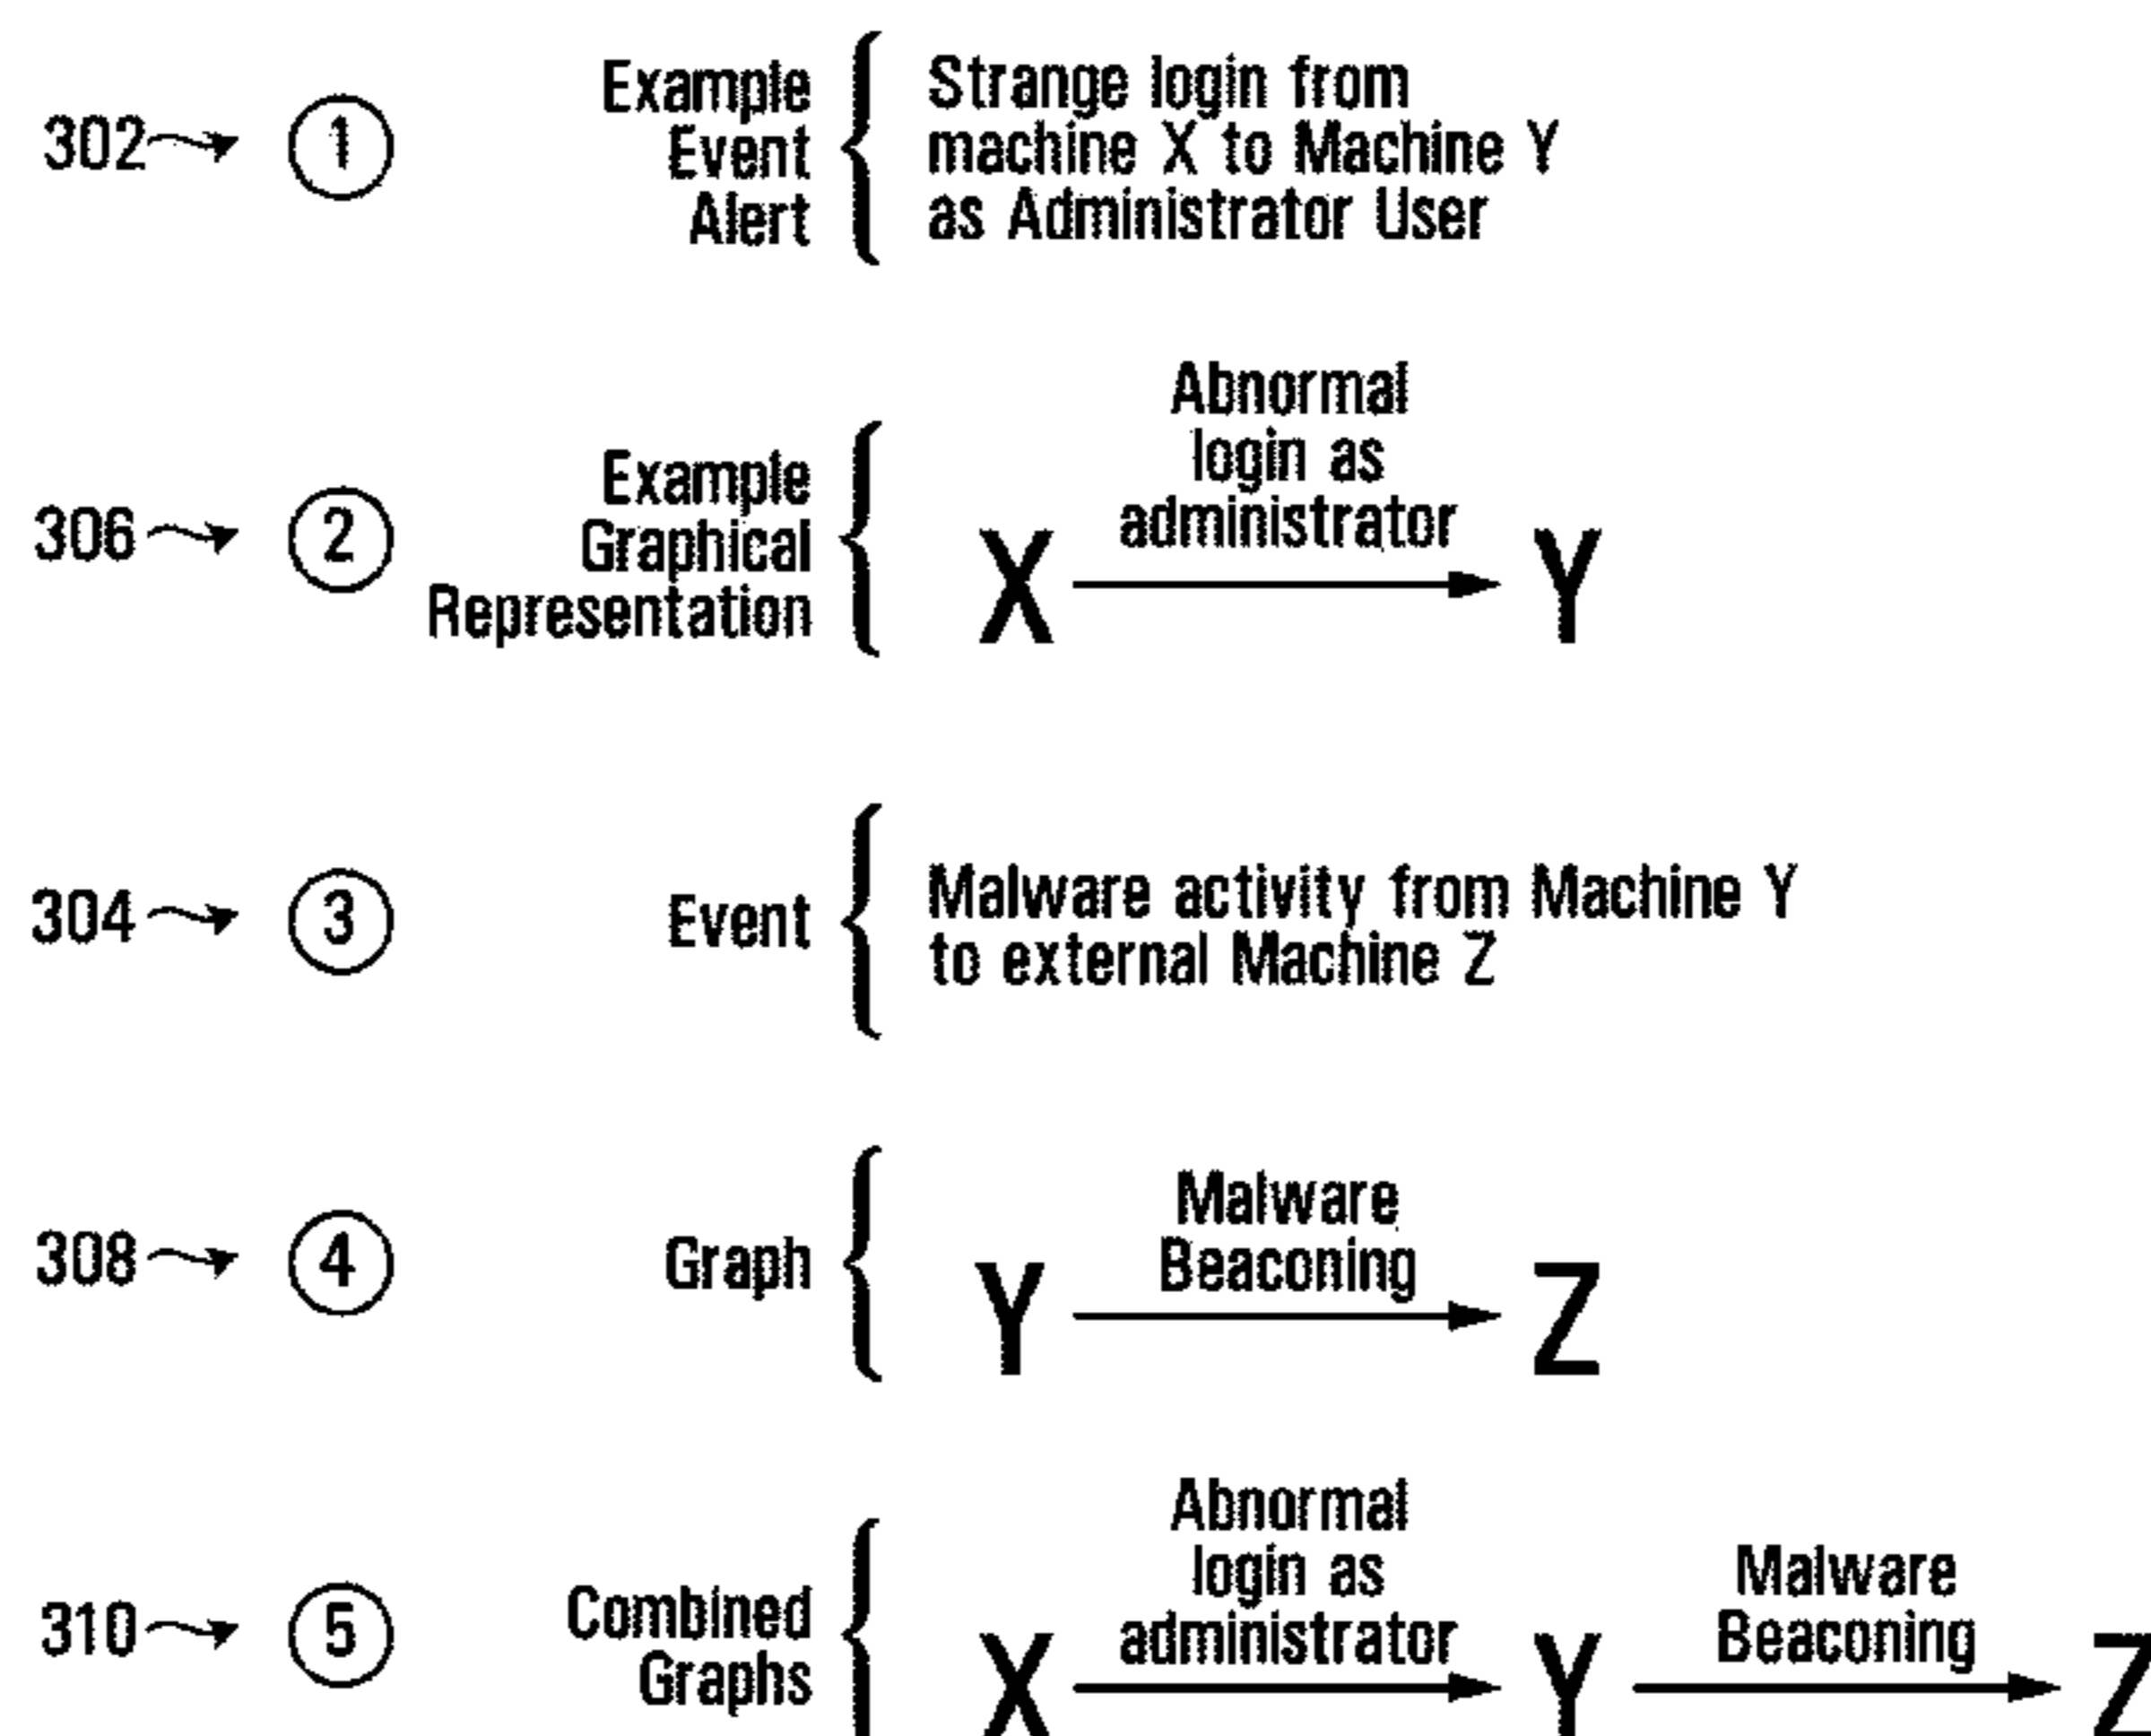 302
1
Example
Event
Alert
Strange login from
machine X to Machine Y
as Administrator User
306
2
Example
Graphical
Representation
Abnormal
login as
administrator
X
Y
304
3
Event
Malware activity from Machine Y
to external Machine Z
308
4
Graph
Malware
Beaconing
Y
Z
310
5
Combined
Graphs
Abnormal
login as
administrator
Malware
Beaconing
X
Y
Z